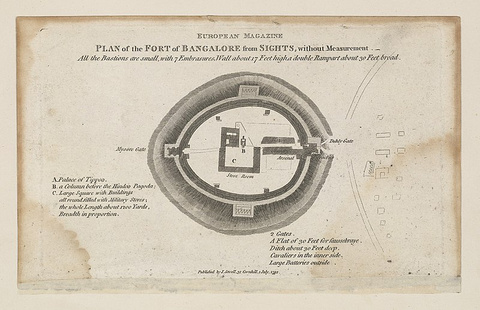 EUROPEAN MAGAZINE
PLAN of the FORT of BANGALORE from SIGHTS, without Measurement.
All the Bastions are small, with 7 Embrasures, Wall about 17 Feet high, a double Rampart about 30 Feet broad.
Mysore Gate
Delhly Gate
B
C
Arsenal
Store Room
A. Palace of Tippoo.
B. a Column before the Hindoo Pagoda;
C. Large Square with Buildings
all round filled with Military Stores;
the whole Length about 1200 Yards,
Breadth in proportion.
2 Gates.
A Flat of 30 Feet for faussebraye.
Ditch about 30 Feet deep.
Cavaliers in the inner side.
Large Batteries outside
Published by J. Sewell, 32 Cornhill, 1 July, 1791.